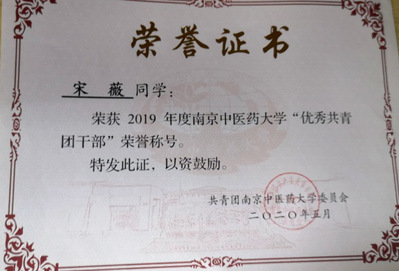 荣誉证书
宋薇同学：
荣获 2019 年度南京中医药大学“优秀共青
团干部”荣誉称号。
特发此证，以资鼓励。
共青团南京中医药大学委员会
二〇二〇年五月